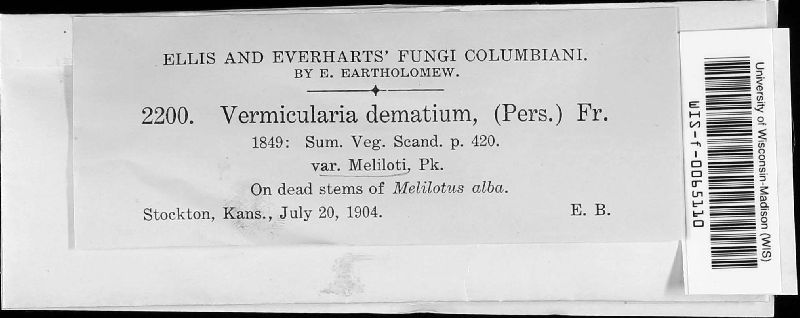 ELLIS AND EVERHARTS' FUNGI COLUMBIANI.
BY E. EARTHOLOMEW.
2200. Vermicularia dematium, (Pers.) Fr.
1849: Sum. Veg. Scand. p. 420.
var. Meliloti, Pk.
On dead stems of Melilotus alba.
Stockton, Kans., July 20, 1904. E. B.
WIS-f-0095110
University of Wisconsin-Madison (WIS)